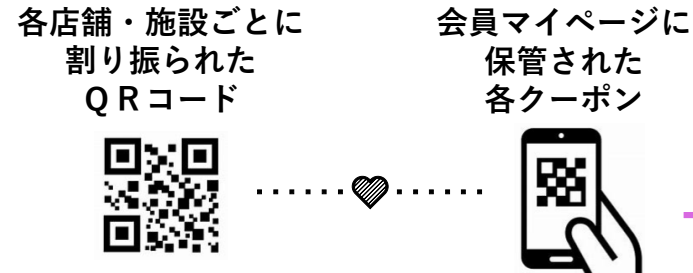 各店舗・施設ごとに
割り振られた
ＱＲコード
会員マイページに
保管された
各クーポン